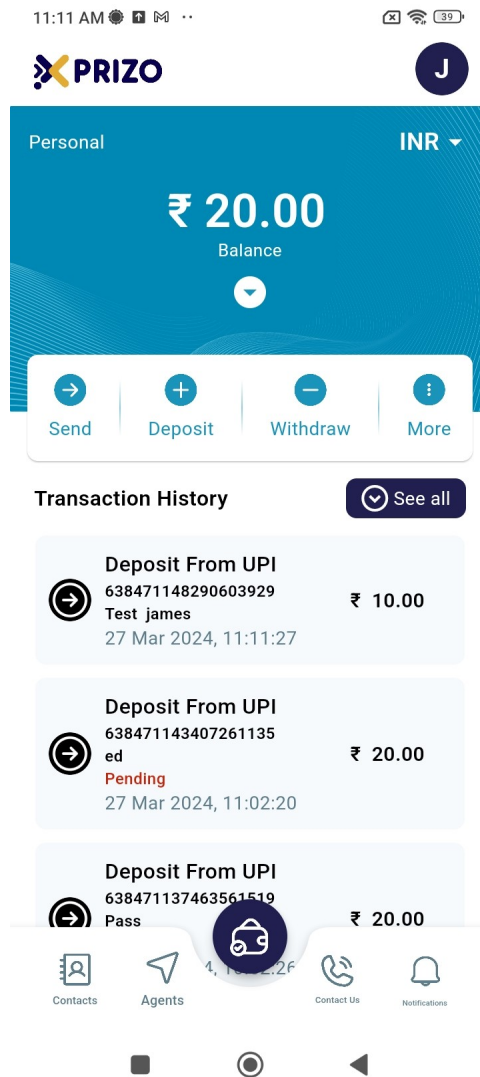 11:11 AM
39
PRIZO
J
Personal
INR
₹ 20.00
Balance
Send
Deposit
Withdraw
More
Transaction History
See all
Deposit From UPI
638471148290603929
Test james
₹ 10.00
27 Mar 2024, 11:11:27
Deposit From UPI
638471143407261135
ed
₹ 20.00
Pending
27 Mar 2024, 11:02:20
Deposit From UPI
638471137463561519
Pass
₹ 20.00
Contacts
Agents
Contact Us
Notifications